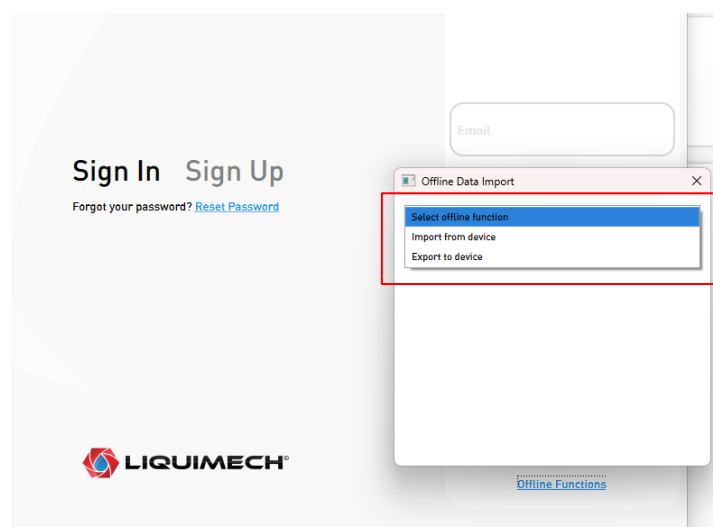 Email
Sign In Sign Up
Forgot your password? Reset Password
Offline Data Import
Select offline function
Import from device
Export to device
LIQUIMECH®
Offline Functions